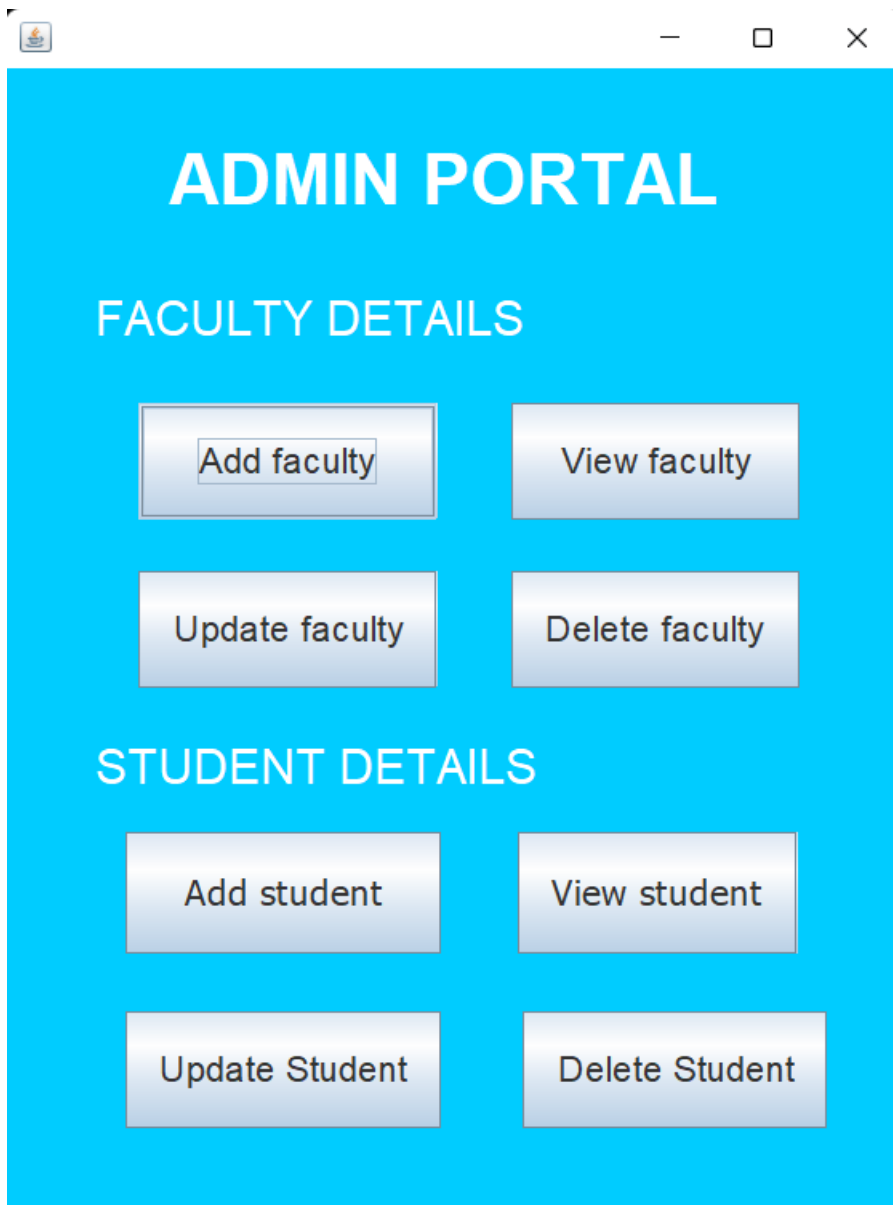 ADMIN PORTAL
FACULTY DETAILS
Add faculty View faculty
Update faculty Delete faculty
STUDENT DETAILS
Add student View student
Update Student Delete Student